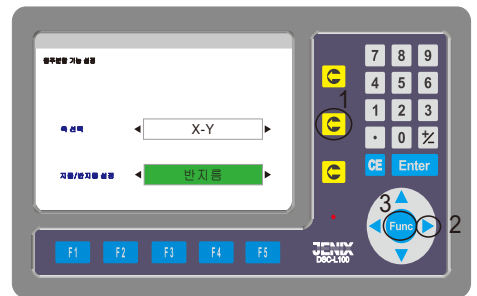 원주분할 기능 설정
축 선택
X-Y
지름/반지름 설정
반지름
F1 F2 F3 F4 F5
1
7 8 9
4 5 6
1 2 3
· 0 +/-
CE Enter
3
Func
2
JENIX
DSC-L100